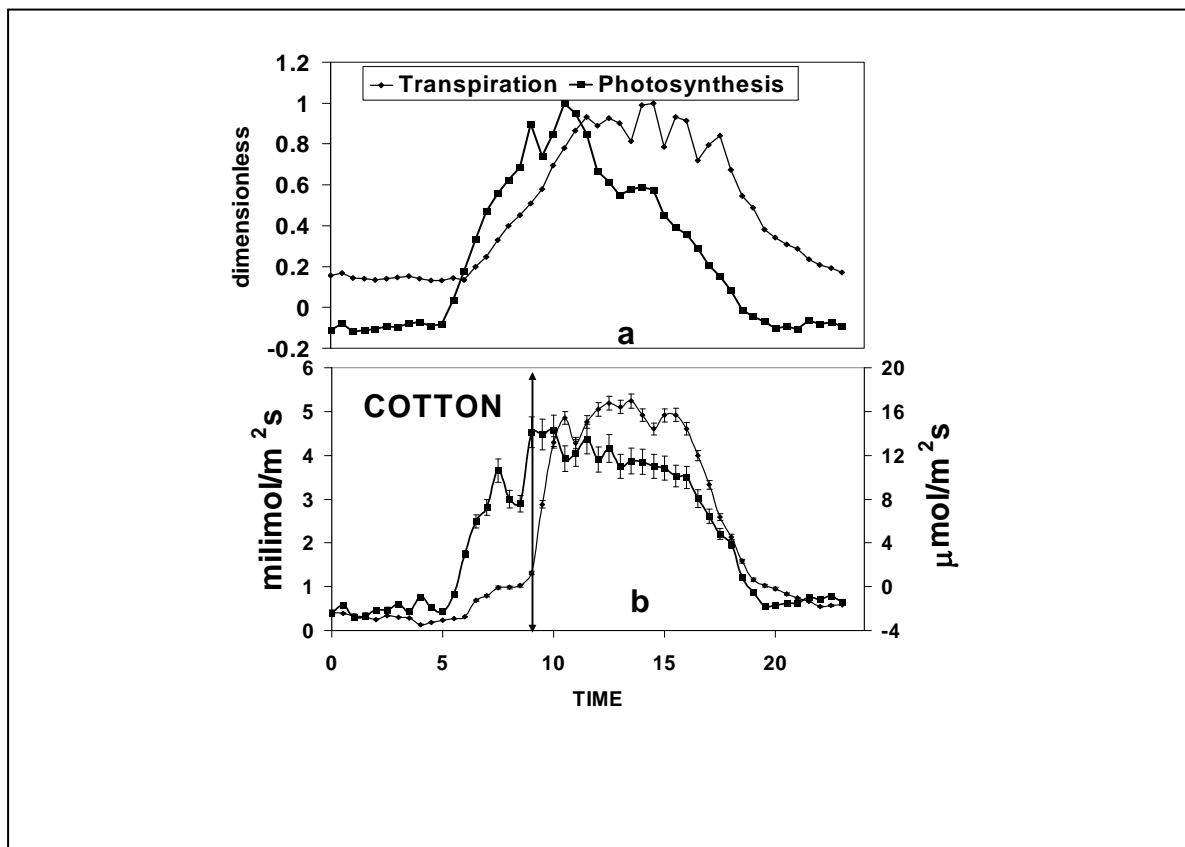 1.2
Transpiration Photosynthesis
1
0.8
0.6
0.4
0.2
0
-0.2
dimensionless
a
6
5
4
3
2
1
0
milimol/m ²s
COTTON
b
20
16
12
8
4
0
-4
μmol/m ²s
0 5 10 15 20
TIME